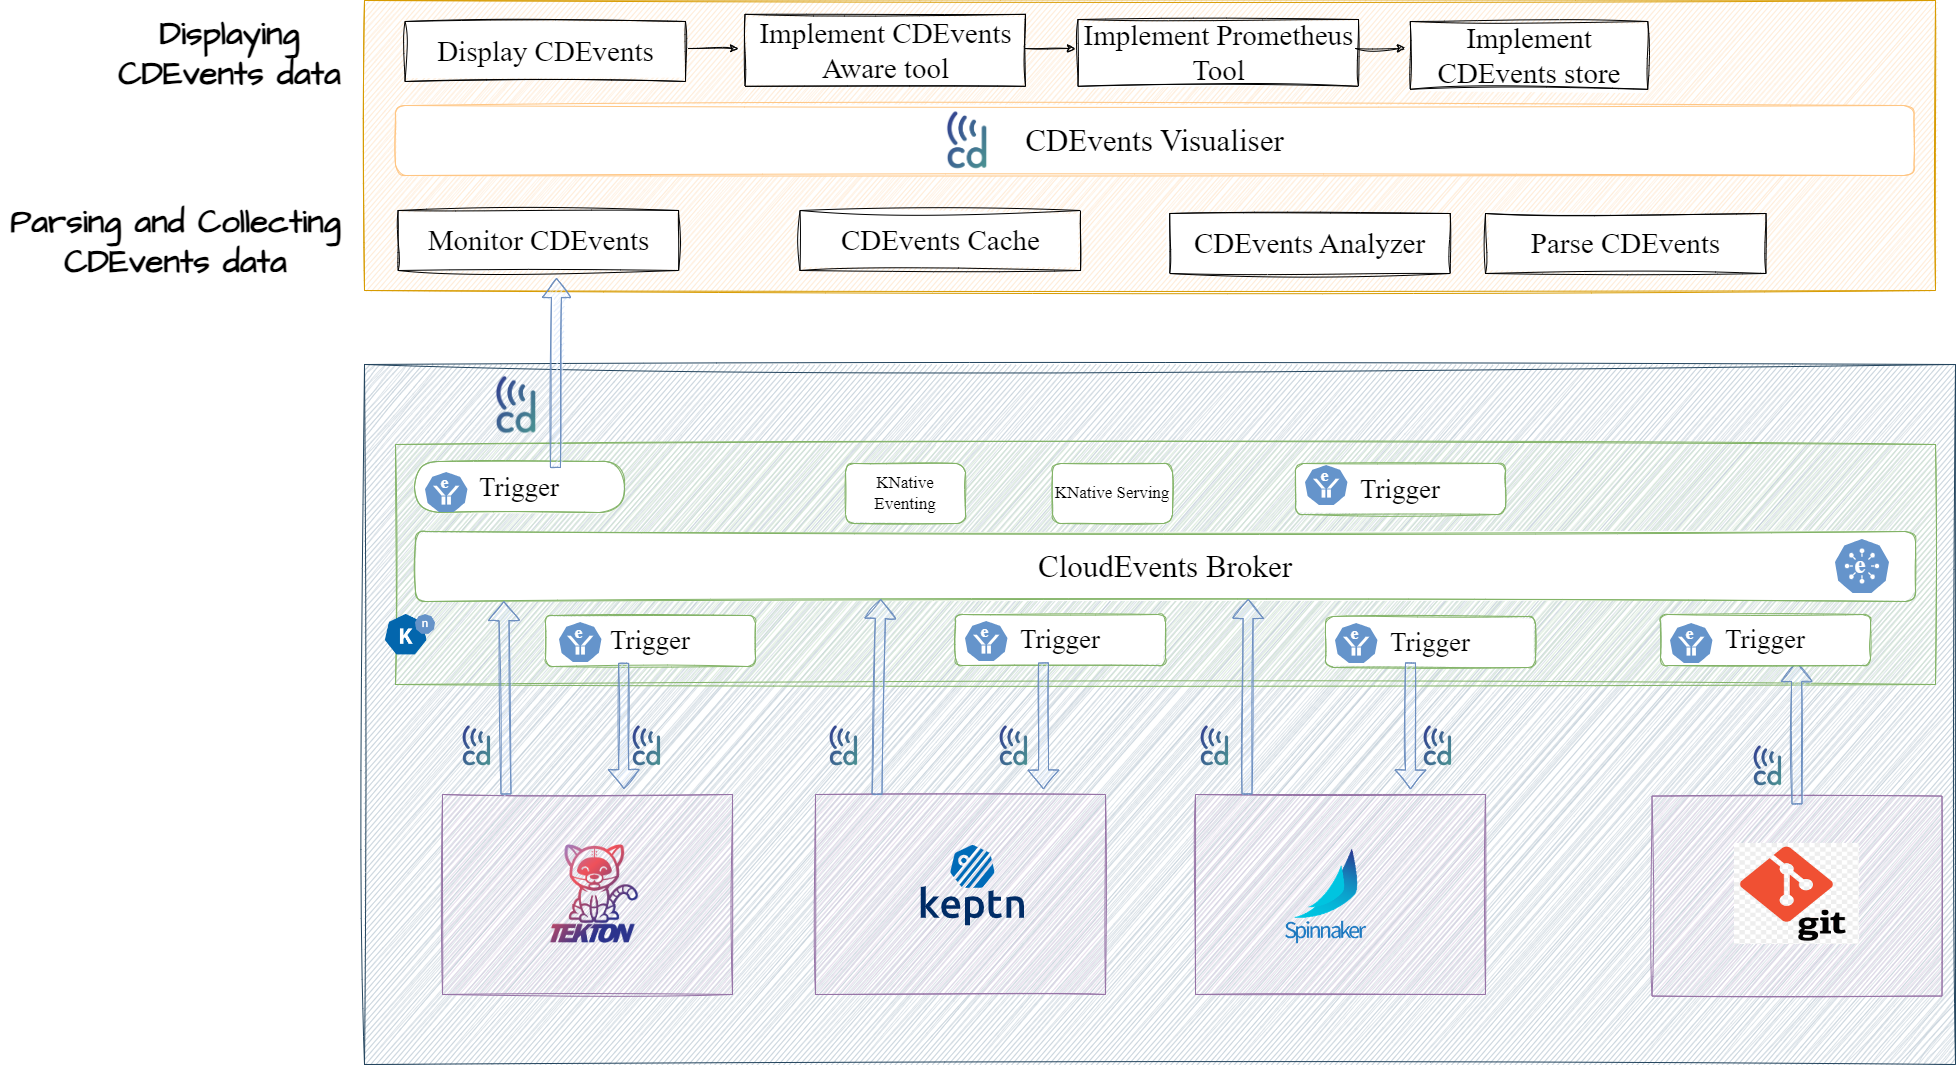 Displaying
CDEvents data
Display CDEvents
Implement CDEvents
Aware tool
Implement Prometheus
Tool
Implement
CDEvents store
cd
CDEvents Visualiser
Parsing and Collecting
CDEvents data
Monitor CDEvents
CDEvents Cache
CDEvents Analyzer
Parse CDEvents
cd
e
Trigger
KNative
Eventing
KNative Serving
e
Trigger
CloudEvents Broker
e
K
n
e
Trigger
e
Trigger
e
Trigger
e
Trigger
cd
cd
cd
cd
cd
cd
cd
TEKTON
keptn
Spinnaker
git